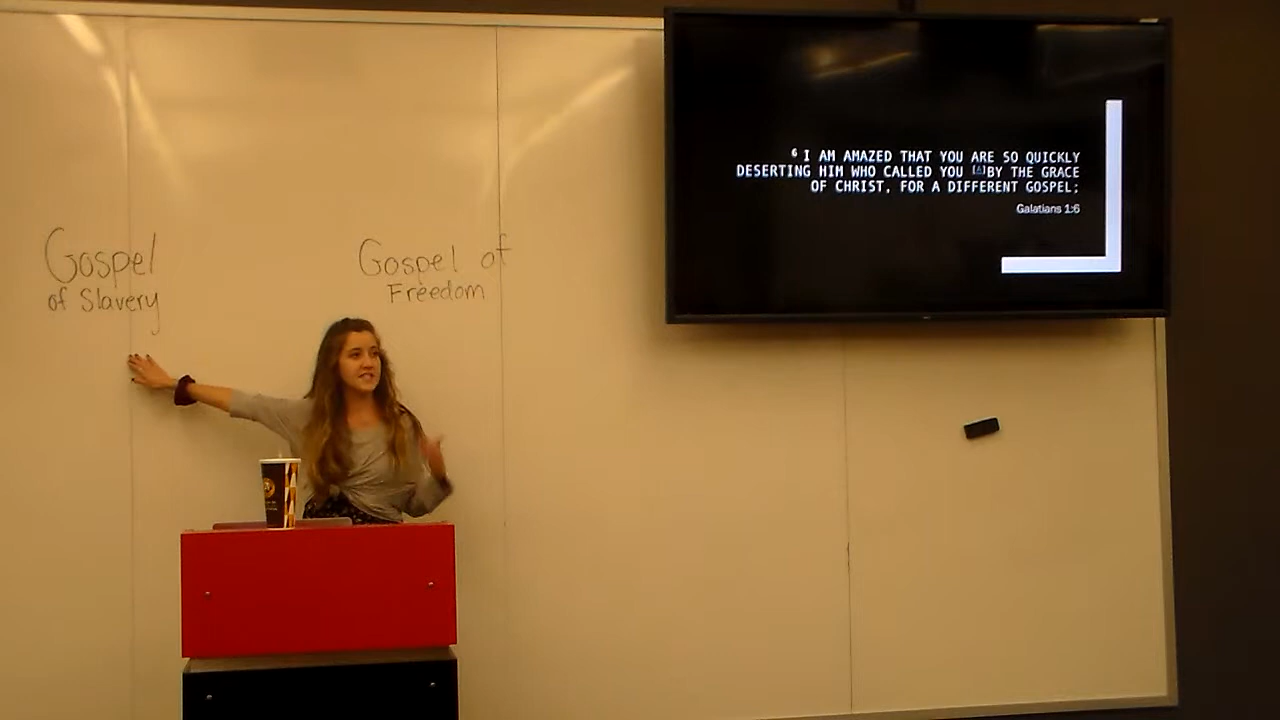 Gospel
of Slavery
Gospel of
Freedom
6 I AM AMAZED THAT YOU ARE SO QUICKLY
DESERTING HIM WHO CALLED YOU [A]BY THE GRACE
OF CHRIST, FOR A DIFFERENT GOSPEL;
Galatians 1:6